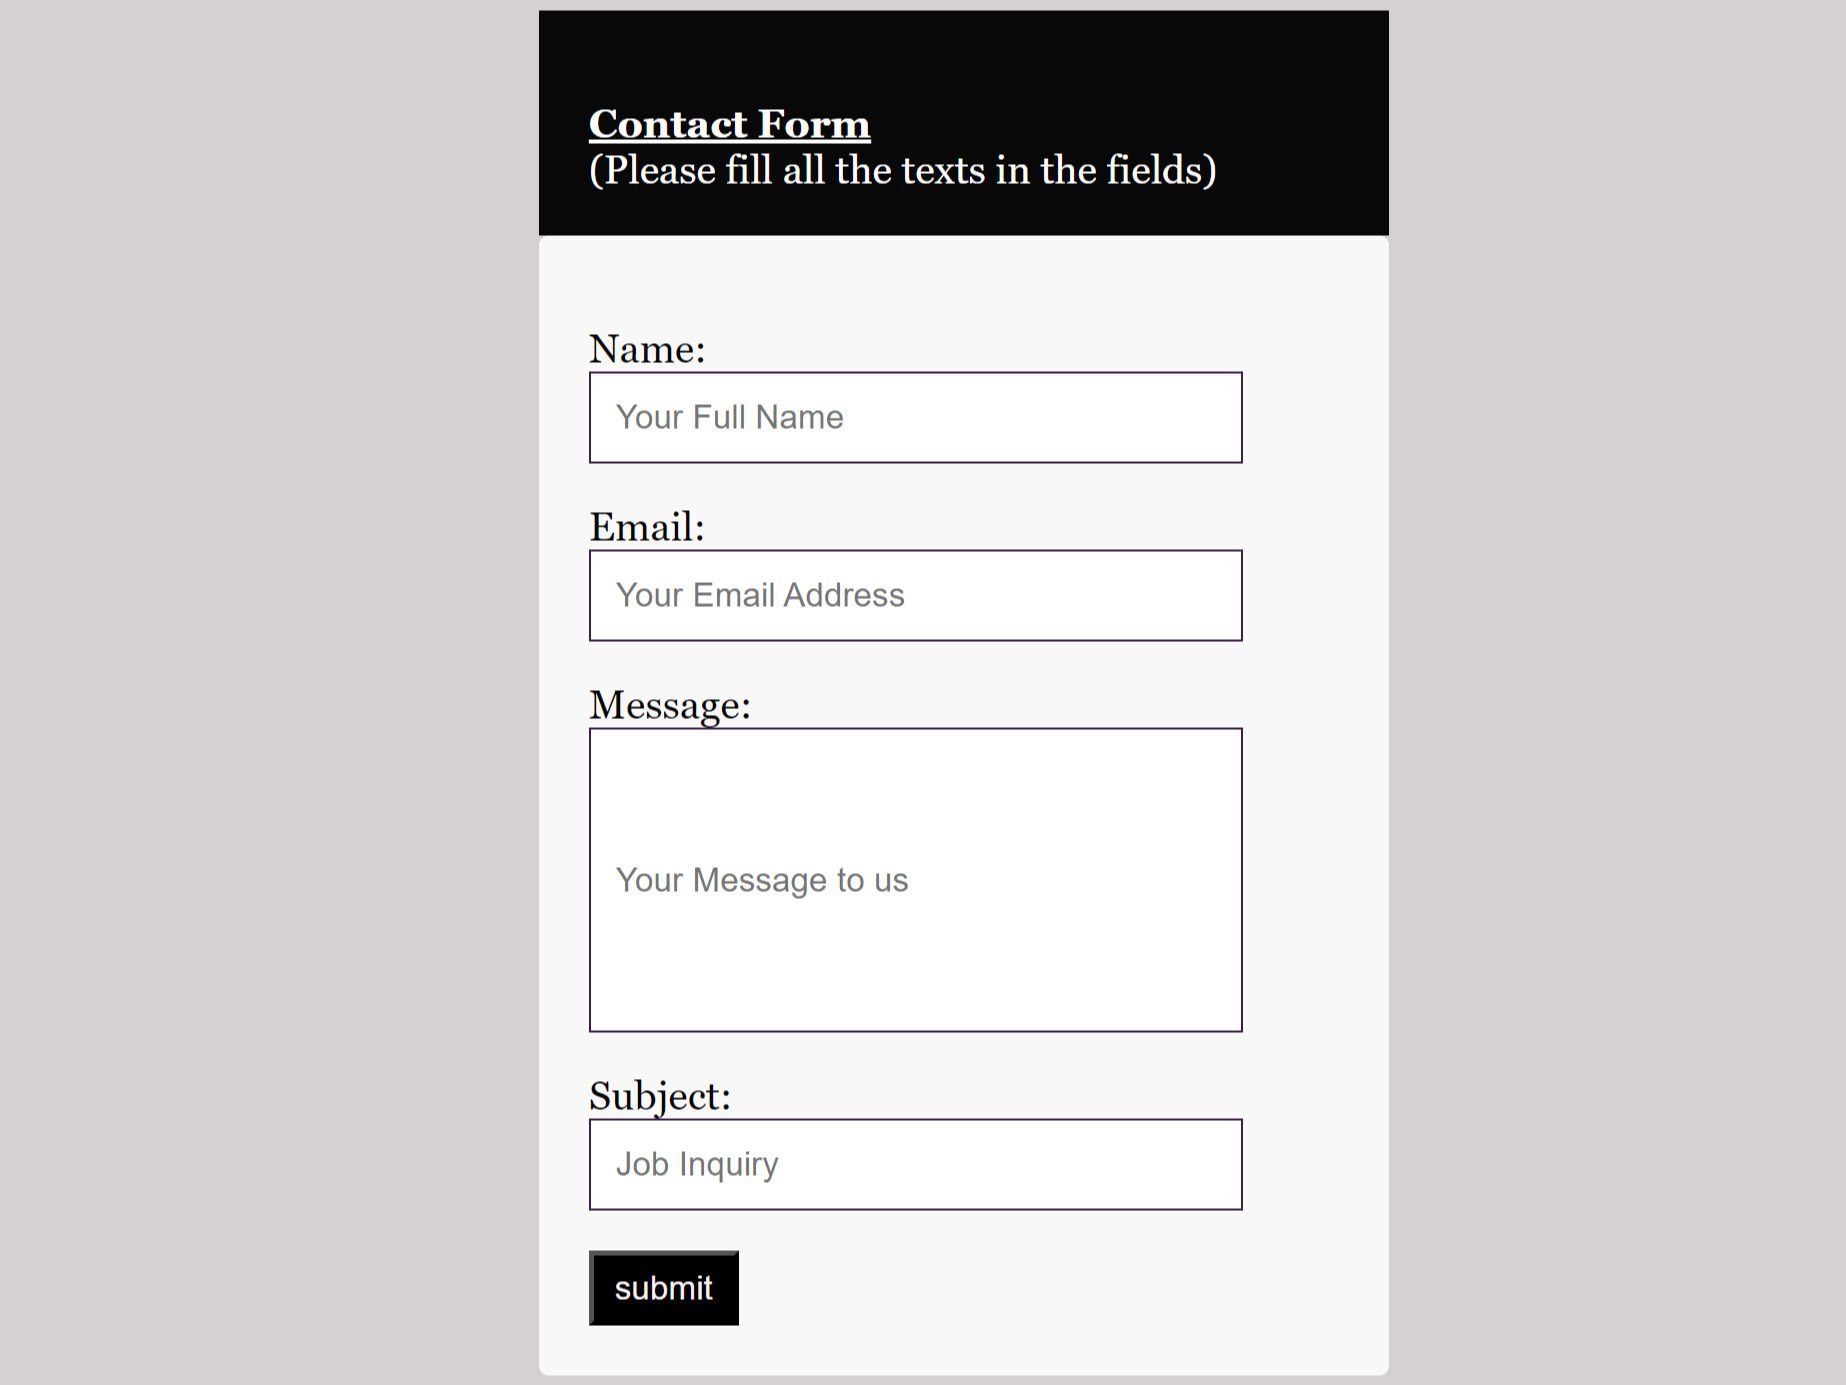 Contact Form
(Please fill all the texts in the fields)
Name:
Your Full Name
Email:
Your Email Address
Message:
Your Message to us
Subject:
Job Inquiry
submit